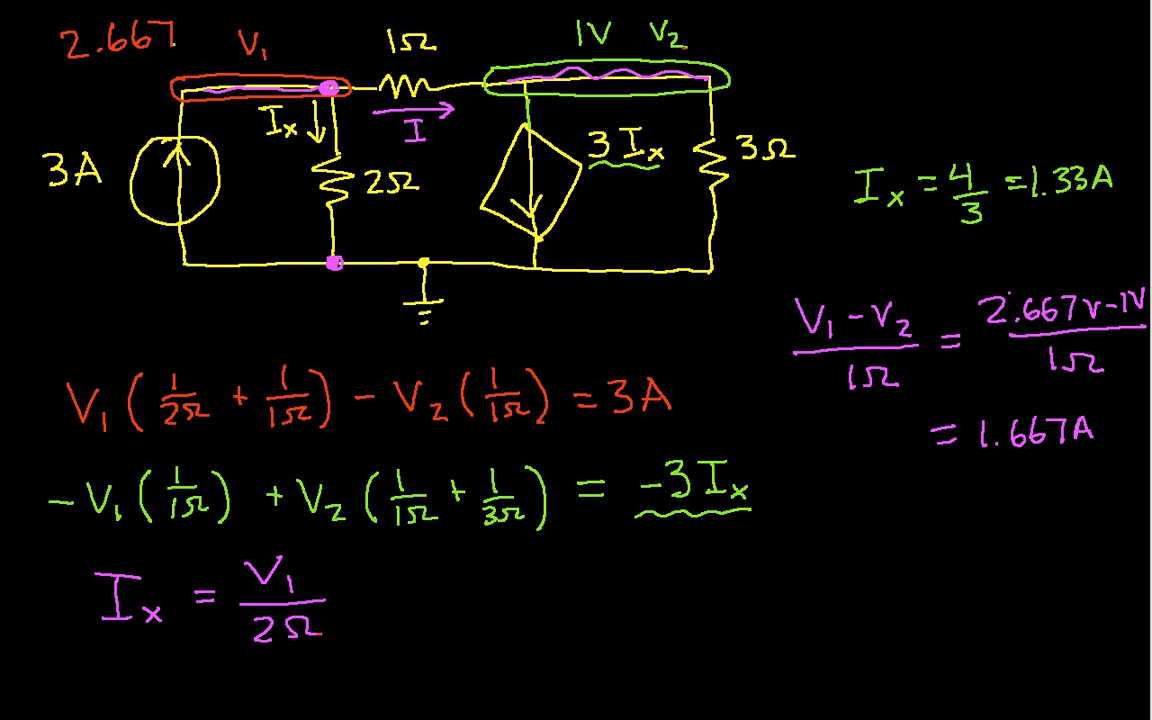 2.667 V₁ 1Ω 1V V₂
Iₓ I
3A 2Ω 3Iₓ 3Ω
Iₓ = 4/3 = 1.33A
(V₁ - V₂)/1Ω = (2.667V - 1V)/1Ω
= 1.667A
V₁ (1/2Ω + 1/1Ω) - V₂ (1/1Ω) = 3A
-V₁ (1/1Ω) + V₂ (1/1Ω + 1/3Ω) = -3Iₓ
Iₓ = V₁/2Ω